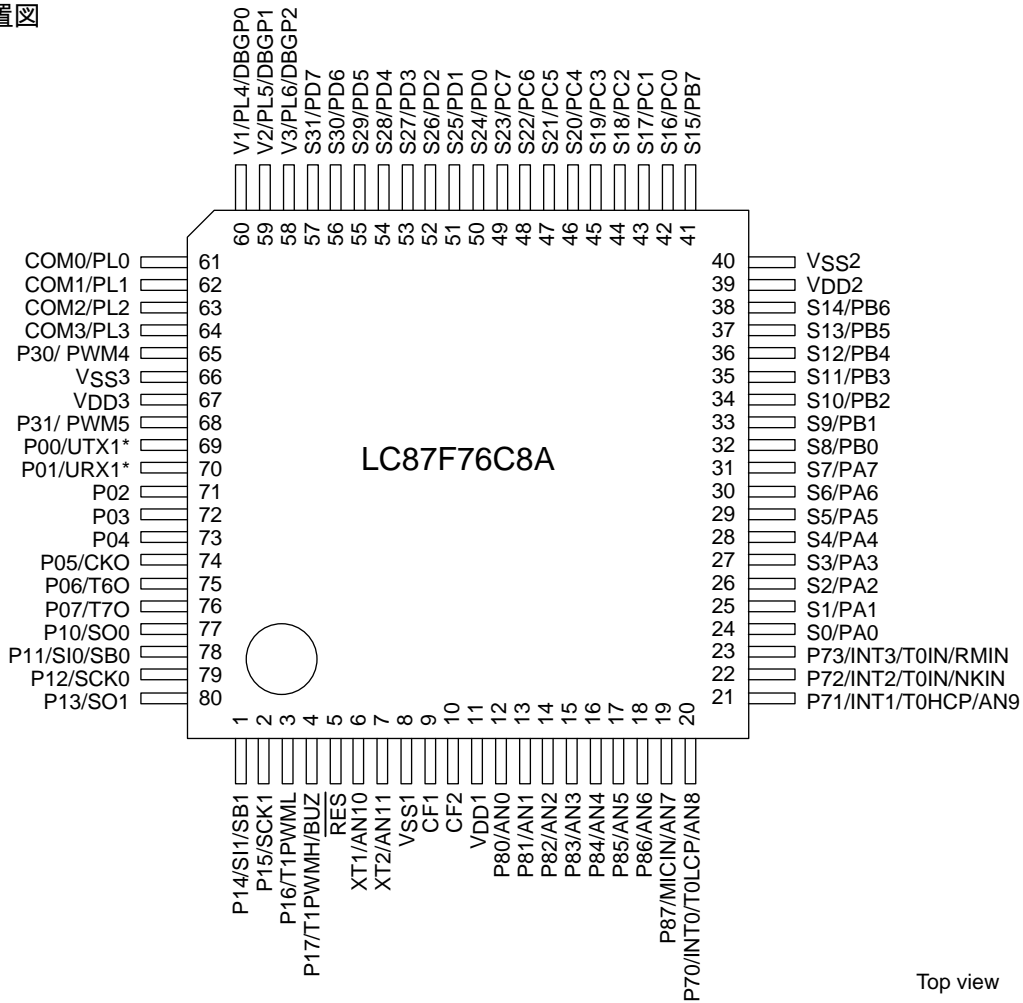 置図
V1/PL4/DBGP0
V2/PL5/DBGP1
V3/PL6/DBGP2
S31/PD7
S30/PD6
S29/PD5
S28/PD4
S27/PD3
S26/PD2
S25/PD1
S24/PD0
S23/PC7
S22/PC6
S21/PC5
S20/PC4
S19/PC3
S18/PC2
S17/PC1
S16/PC0
S15/PB7
60
59
58
57
56
55
54
53
52
51
50
49
48
47
46
45
44
43
42
41
COM0/PL0 61
COM1/PL1 62
COM2/PL2 63
COM3/PL3 64
P30/ PWM4 65
VSS3 66
VDD3 67
P31/ PWM5 68
P00/UTX1* 69
P01/URX1* 70
P02 71
P03 72
P04 73
P05/CKO 74
P06/T6O 75
P07/T7O 76
P10/SO0 77
P11/SI0/SB0 78
P12/SCK0 79
P13/SO1 80
LC87F76C8A
40 VSS2
39 VDD2
38 S14/PB6
37 S13/PB5
36 S12/PB4
35 S11/PB3
34 S10/PB2
33 S9/PB1
32 S8/PB0
31 S7/PA7
30 S6/PA6
29 S5/PA5
28 S4/PA4
27 S3/PA3
26 S2/PA2
25 S1/PA1
24 S0/PA0
23 P73/INT3/T0IN/RMIN
22 P72/INT2/T0IN/NKIN
21 P71/INT1/T0HCP/AN9
1
2
3
4
5
6
7
8
9
10
11
12
13
14
15
16
17
18
19
20
P14/SI1/SB1
P15/SCK1
P16/T1PWML
P17/T1PWMH/BUZ
RES
XT1/AN10
XT2/AN11
VSS1
CF1
CF2
VDD1
P80/AN0
P81/AN1
P82/AN2
P83/AN3
P84/AN4
P85/AN5
P86/AN6
P87/MICIN/AN7
P70/INT0/T0LCP/AN8
Top view